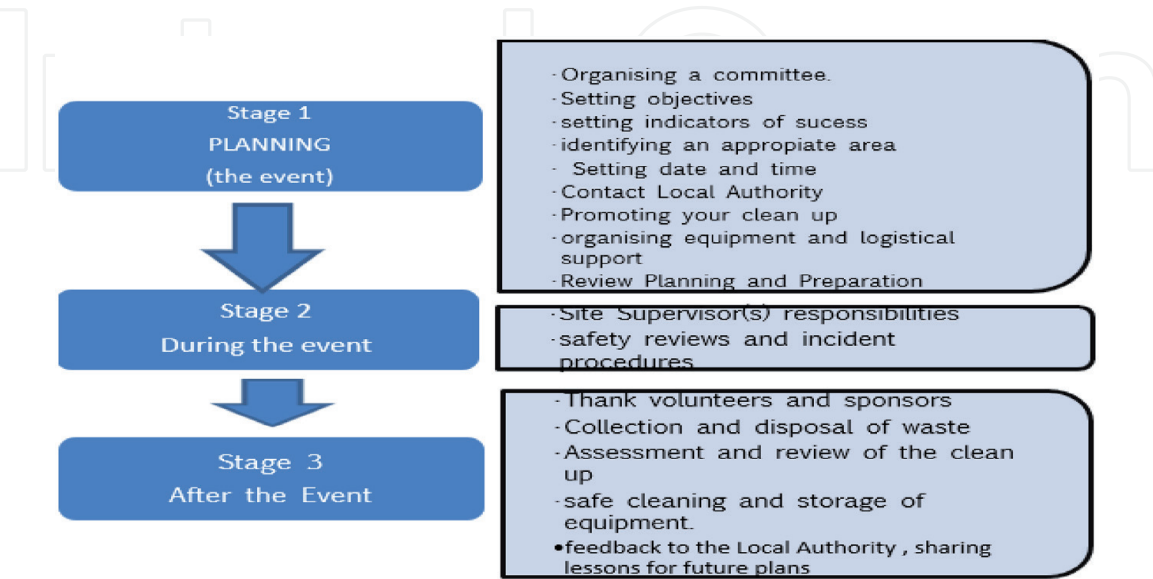 Stage 1
PLANNING
(the event)
· Organising a committee.
· Setting objectives
· setting indicators of sucess
· identifying an appropiate area
· Setting date and time
· Contact Local Authority
· Promoting your clean up
· organising equipment and logistical
support
· Review Planning and Preparation
Stage 2
During the event
· Site Supervisor(s) responsibilities
· safety reviews and incident
procedures
Stage 3
After the Event
· Thank volunteers and sponsors
· Collection and disposal of waste
· Assessment and review of the clean
up
· safe cleaning and storage of
equipment.
•feedback to the Local Authority , sharing
lessons for future plans